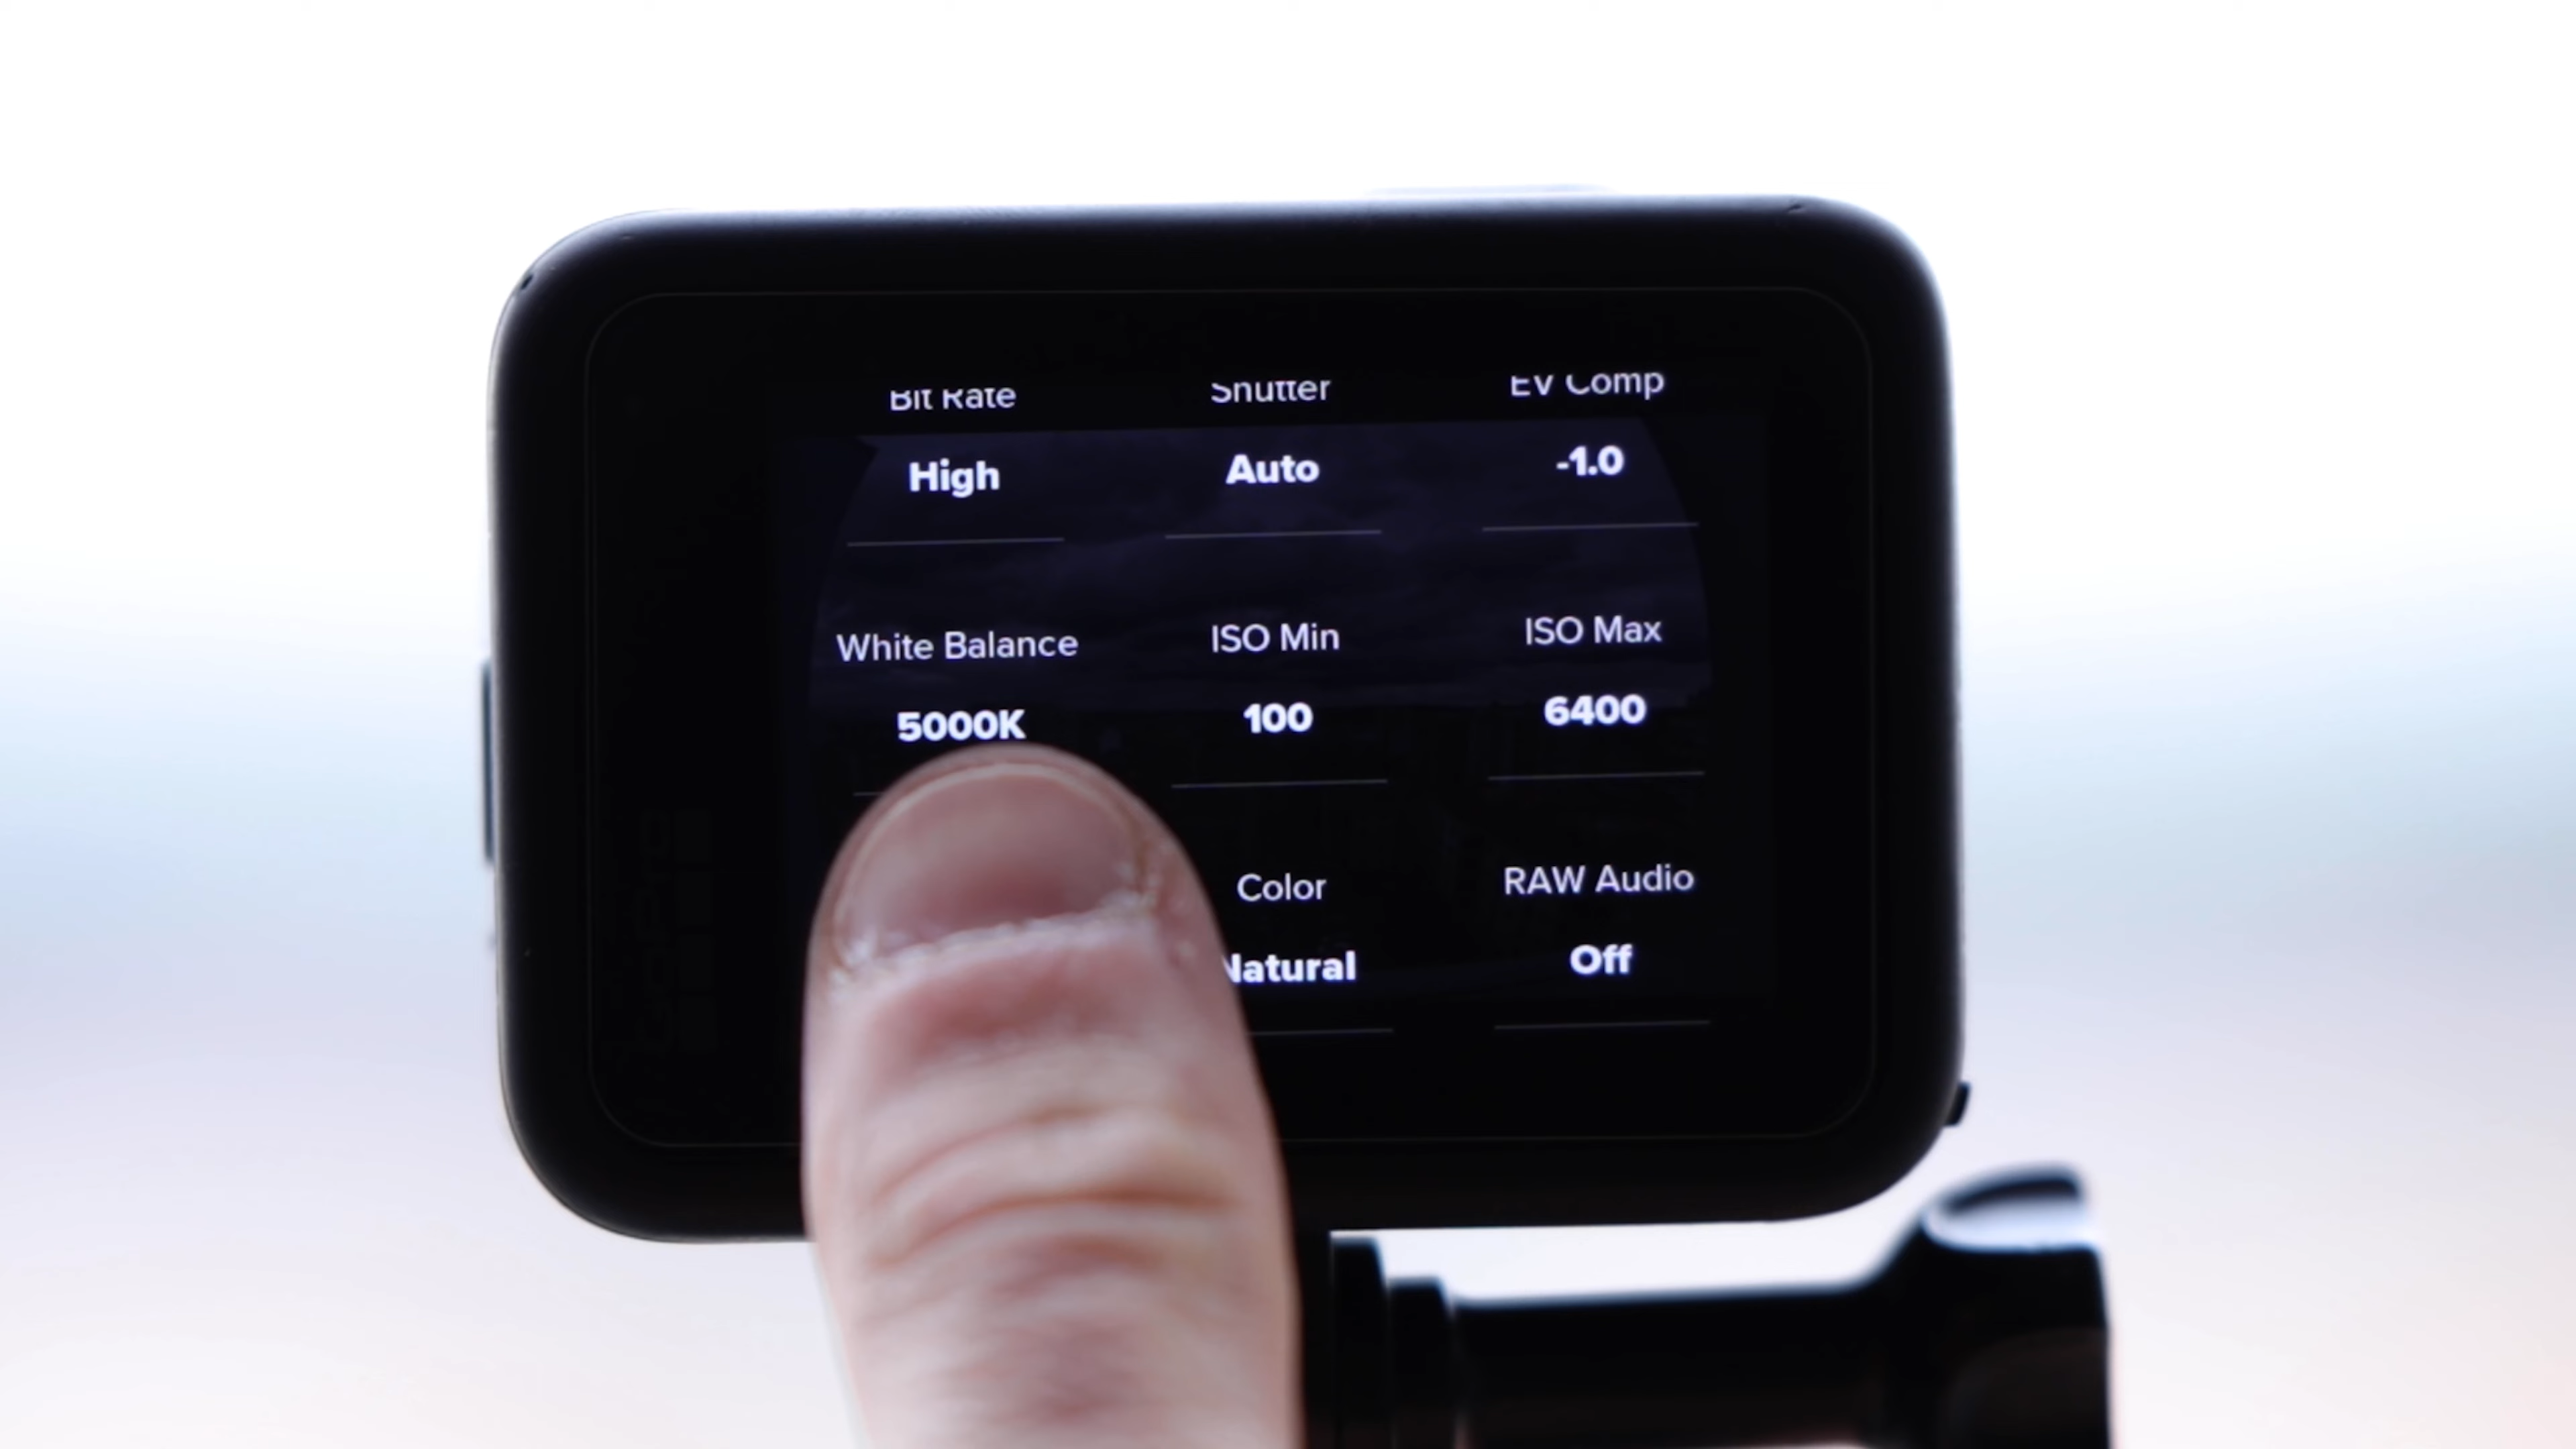 Bit Rate Shutter EV Comp
High Auto -1.0
White Balance ISO Min ISO Max
5000K 100 6400
Color RAW Audio
Natural Off